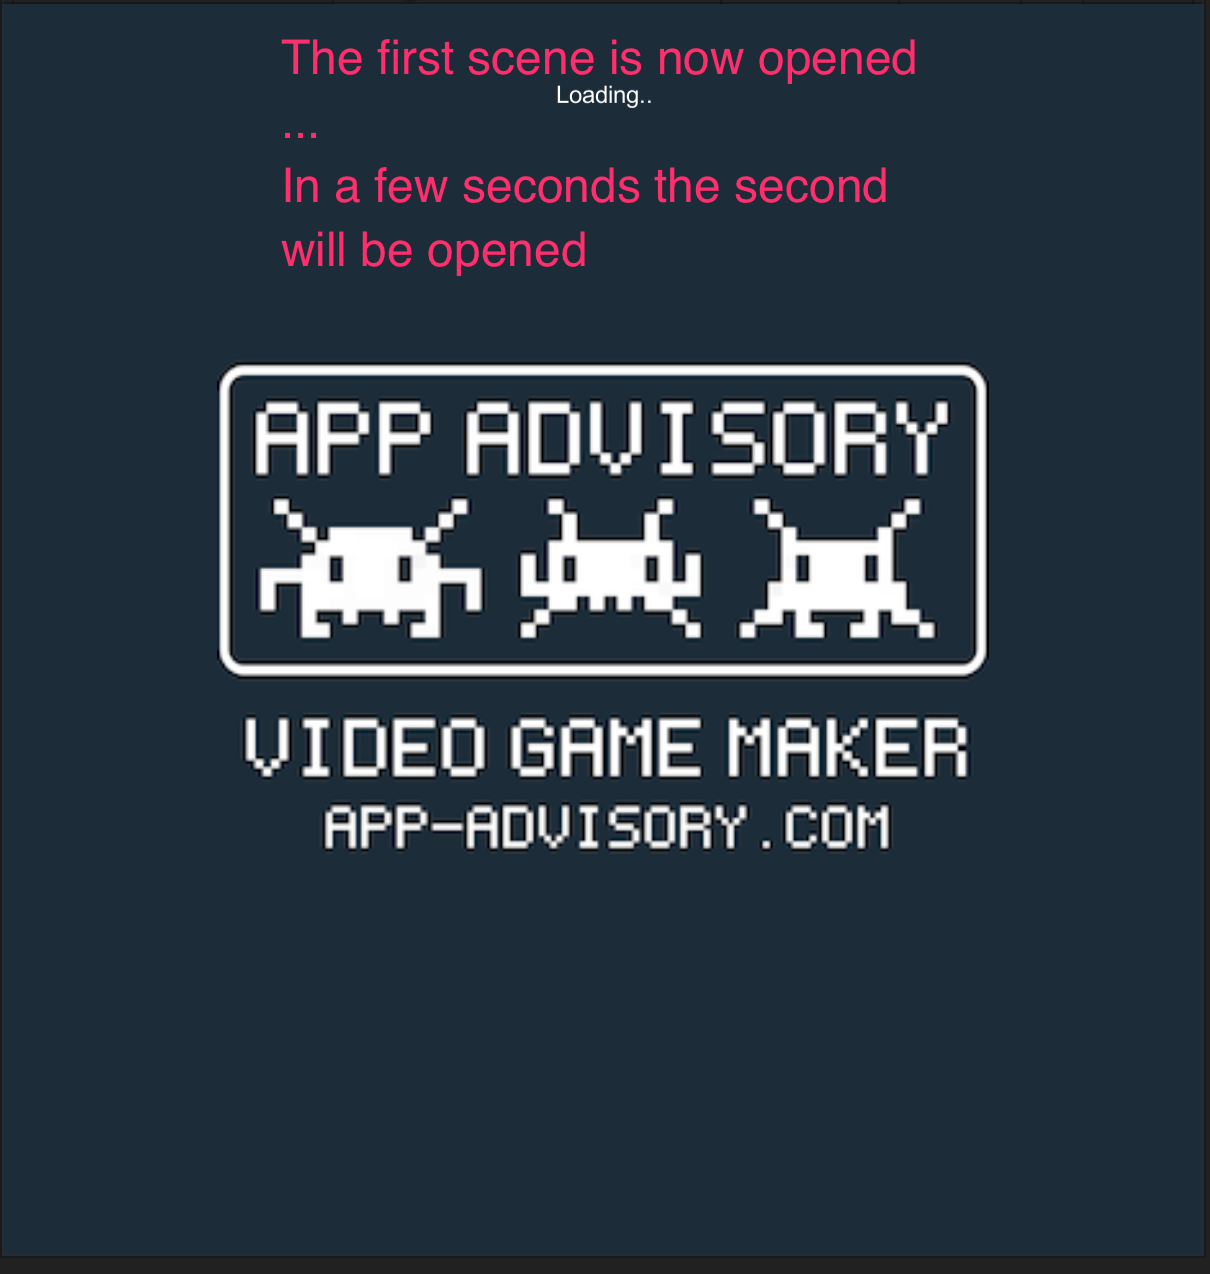 The first scene is now opened
Loading..
...
In a few seconds the second
will be opened
APP ADVISORY
VIDEO GAME MAKER
APP-ADVISORY.COM